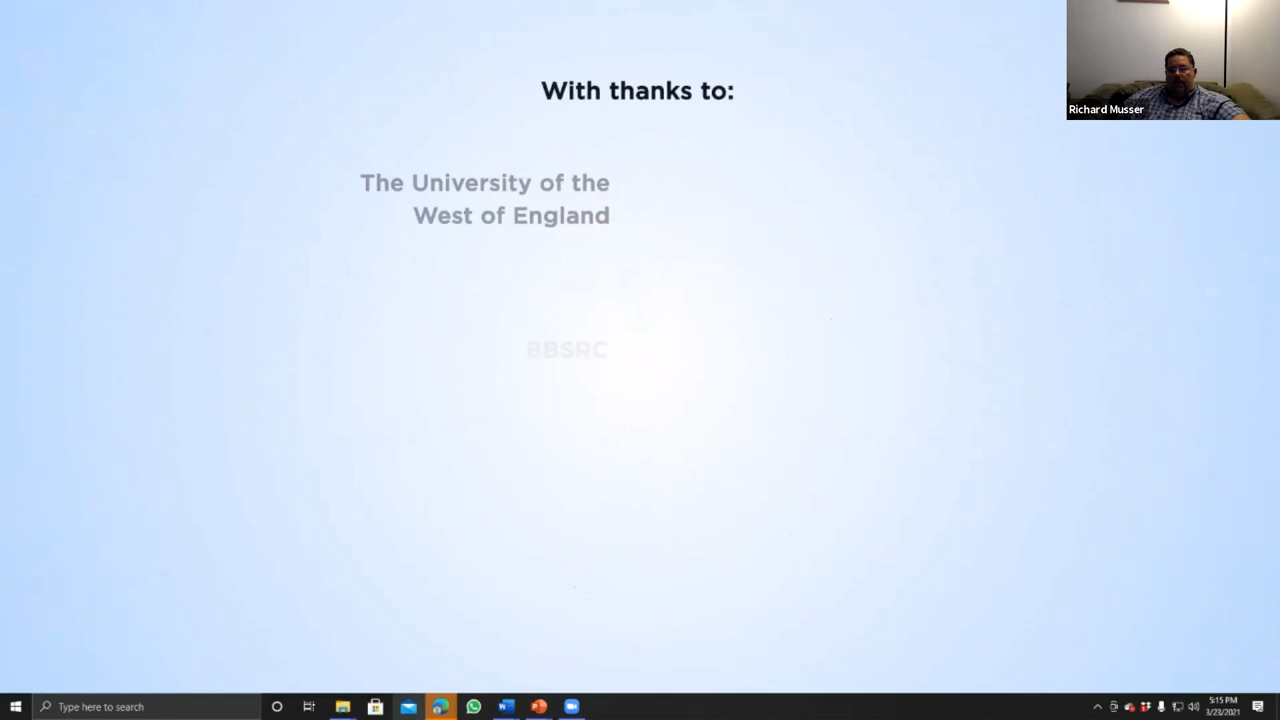 With thanks to:
Richard Musser
The University of the
West of England
BBSRC
Type here to search
5:15 PM
3/23/2021